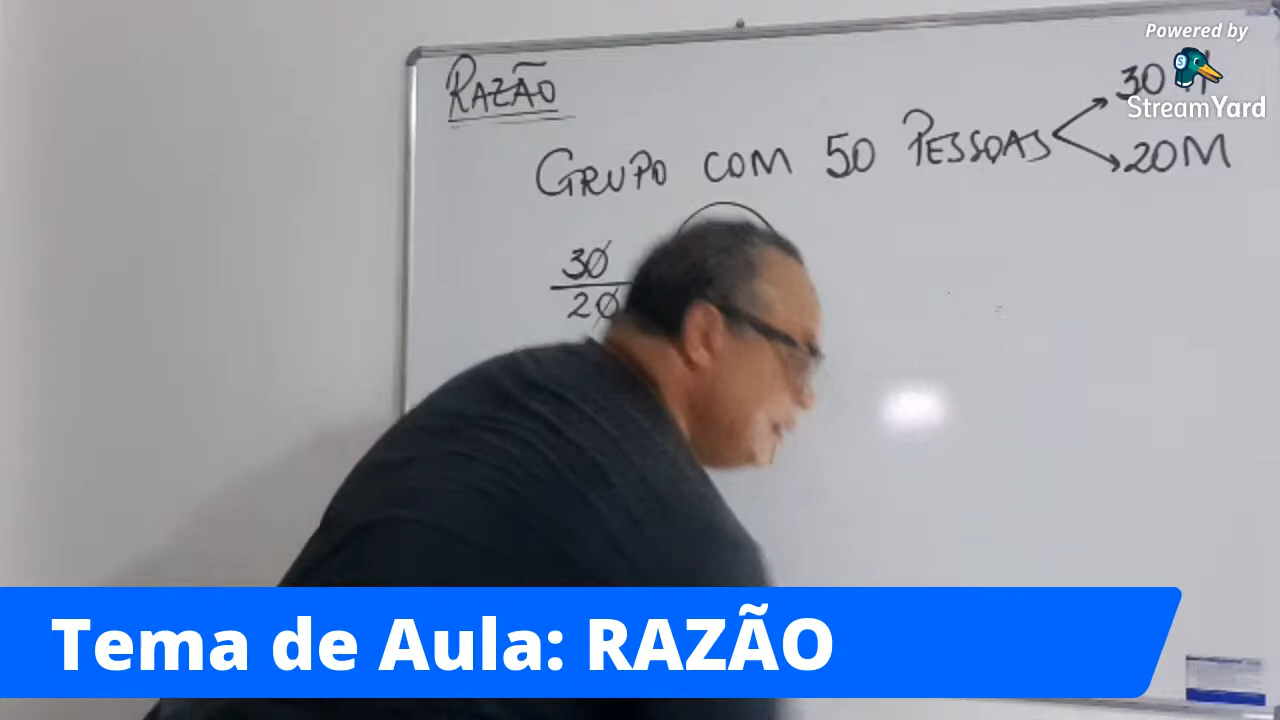 Powered by
StreamYard
RAZÃO
30
GRUPO COM 50 PESSOAS
20M
30
20
Tema de Aula: RAZÃO